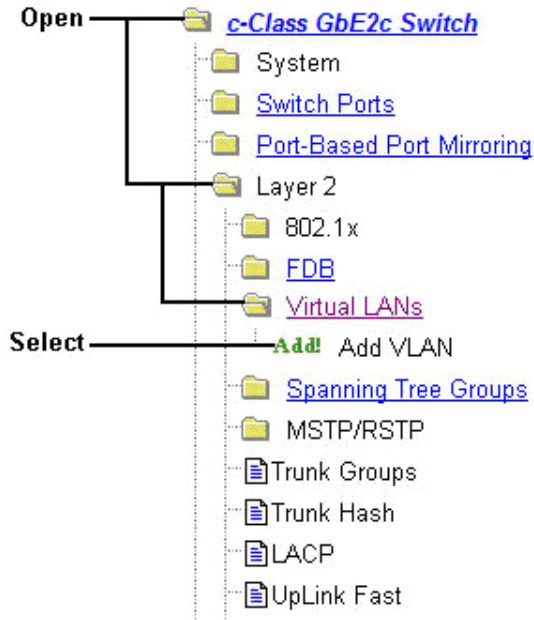 Open c-Class GbE2c Switch
System
Switch Ports
Port-Based Port Mirroring
Layer 2
802.1x
FDB
Virtual LANs
Select Add! Add VLAN
Spanning Tree Groups
MSTP/RSTP
Trunk Groups
Trunk Hash
LACP
UpLink Fast